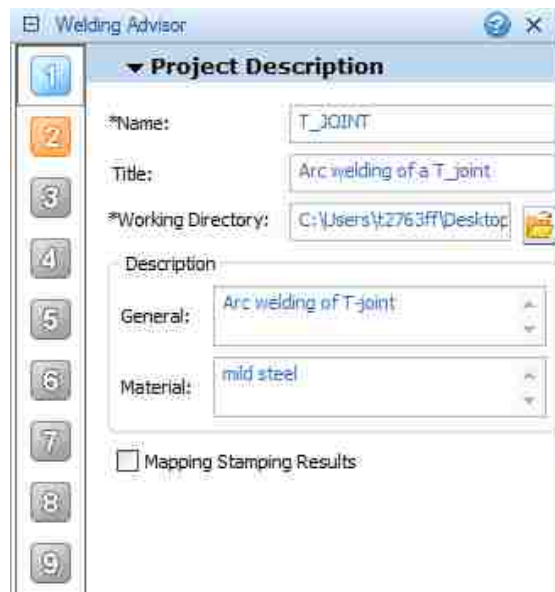 Welding Advisor
1
Project Description
2
*Name: T_JOINT
Title: Arc welding of a T_joint
3
*Working Directory: C:\Users\t2763ff\Desktop
4
Description
5
General: Arc welding of T-joint
6
Material: mild steel
7
Mapping Stamping Results
8
9